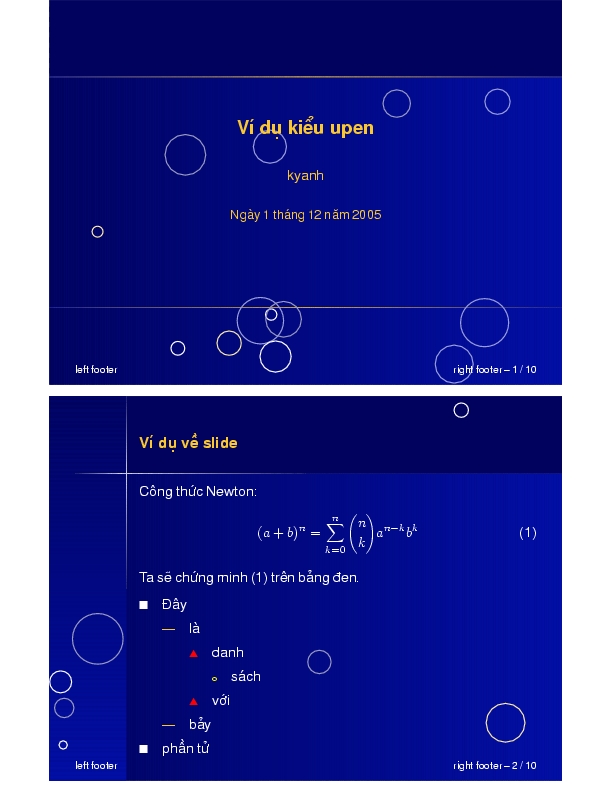 Ví dụ kiểu upen
kyanh
Ngày 1 tháng 12 năm 2005
left footer
right footer – 1 / 10
Ví dụ về slide
Công thức Newton:
(a + b)^n = \sum_{k=0}^{n} \binom{n}{k} a^{n−k} b^k (1)
Ta sẽ chứng minh (1) trên bảng đen.
■ Đây
— là
▲ danh
○ sách
▲ với
— bảy
■ phần tử
left footer
right footer – 2 / 10